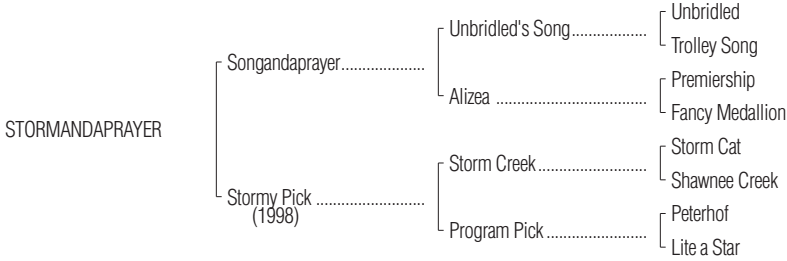 Unbridled
Unbridled's Song....................
Trolley Song
Songandaprayer......................
Premiership
Alizea ........................................
Fancy Medallion
STORMANDAPRAYER
Storm Cat
Storm Creek.............................
Shawnee Creek
Stormy Pick .............................
(1998)
Peterhof
Program Pick...........................
Lite a Star